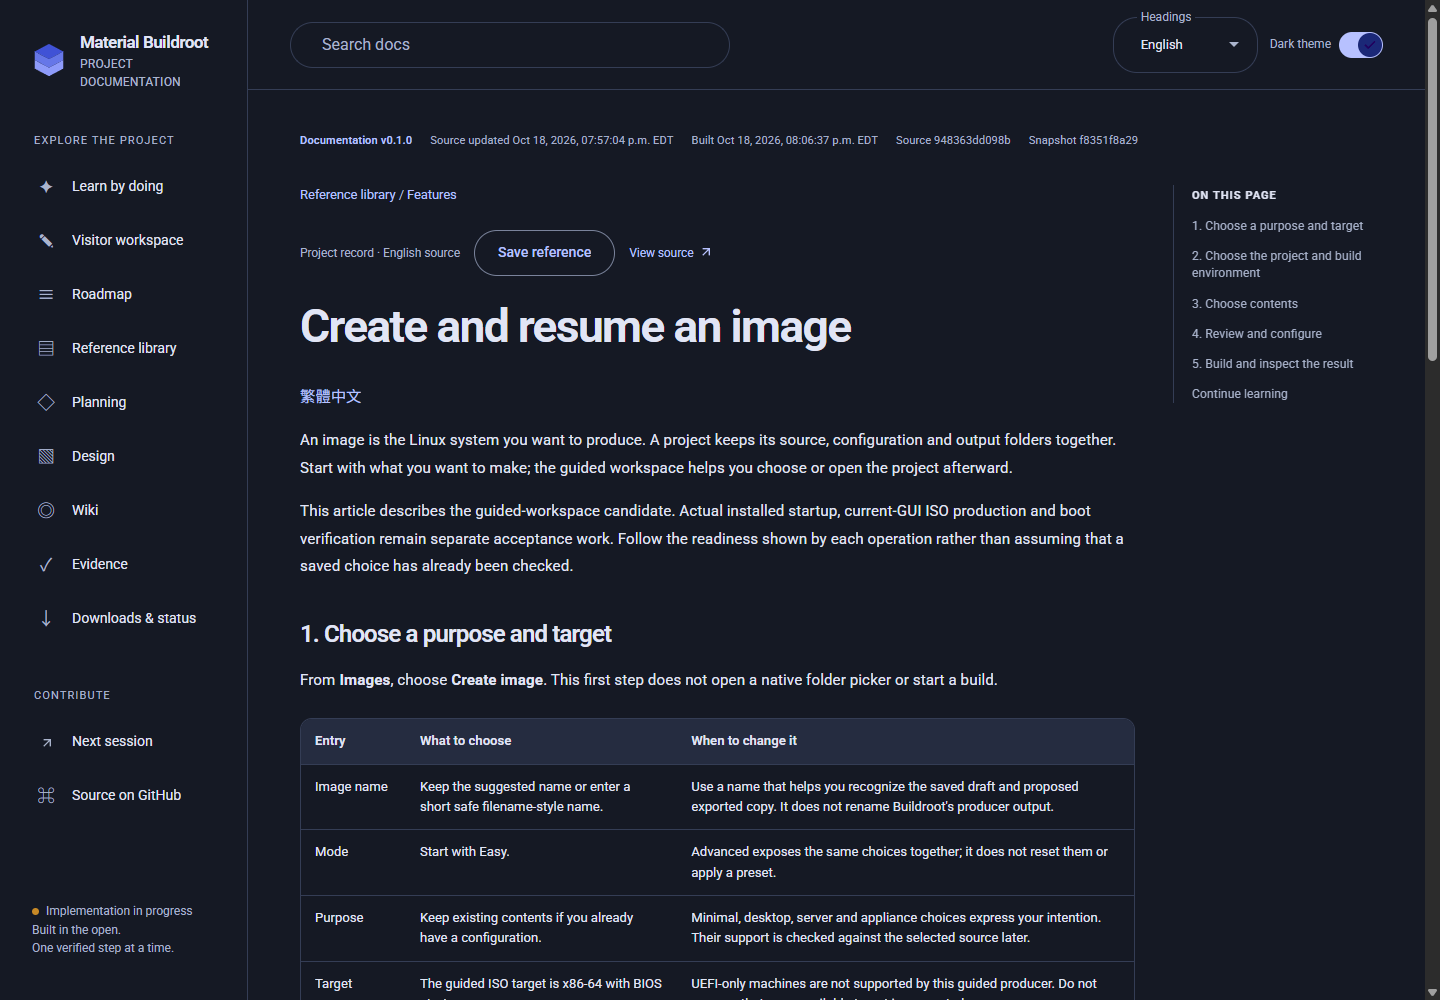 Material Buildroot
PROJECT
DOCUMENTATION
EXPLORE THE PROJECT
Learn by doing
Visitor workspace
Roadmap
Reference library
Planning
Design
Wiki
Evidence
Downloads & status
CONTRIBUTE
Next session
Source on GitHub
Implementation in progress
Built in the open.
One verified step at a time.
Search docs
Headings
English
Dark theme
Documentation v0.1.0 Source updated Oct 18, 2026, 07:57:04 p.m. EDT Built Oct 18, 2026, 08:06:37 p.m. EDT Source 948363dd098b Snapshot f8351f8a29
Reference library / Features
Project record · English source
Save reference
View source
Create and resume an image
繁體中文
An image is the Linux system you want to produce. A project keeps its source, configuration and output folders together.
Start with what you want to make; the guided workspace helps you choose or open the project afterward.
This article describes the guided-workspace candidate. Actual installed startup, current-GUI ISO production and boot
verification remain separate acceptance work. Follow the readiness shown by each operation rather than assuming that a
saved choice has already been checked.
1. Choose a purpose and target
From Images, choose Create image. This first step does not open a native folder picker or start a build.
Entry What to choose When to change it
Image name
Keep the suggested name or enter a
short safe filename-style name.
Use a name that helps you recognize the saved draft and proposed
exported copy. It does not rename Buildroot's producer output.
Mode
Start with Easy.
Advanced exposes the same choices together; it does not reset them or
apply a preset.
Purpose
Keep existing contents if you already
have a configuration.
Minimal, desktop, server and appliance choices express your intention.
Their support is checked against the selected source later.
Target
The guided ISO target is x86-64 with BIOS
UEFI-only machines are not supported by this guided producer. Do not
ON THIS PAGE
1. Choose a purpose and target
2. Choose the project and build
environment
3. Choose contents
4. Review and configure
5. Build and inspect the result
Continue learning